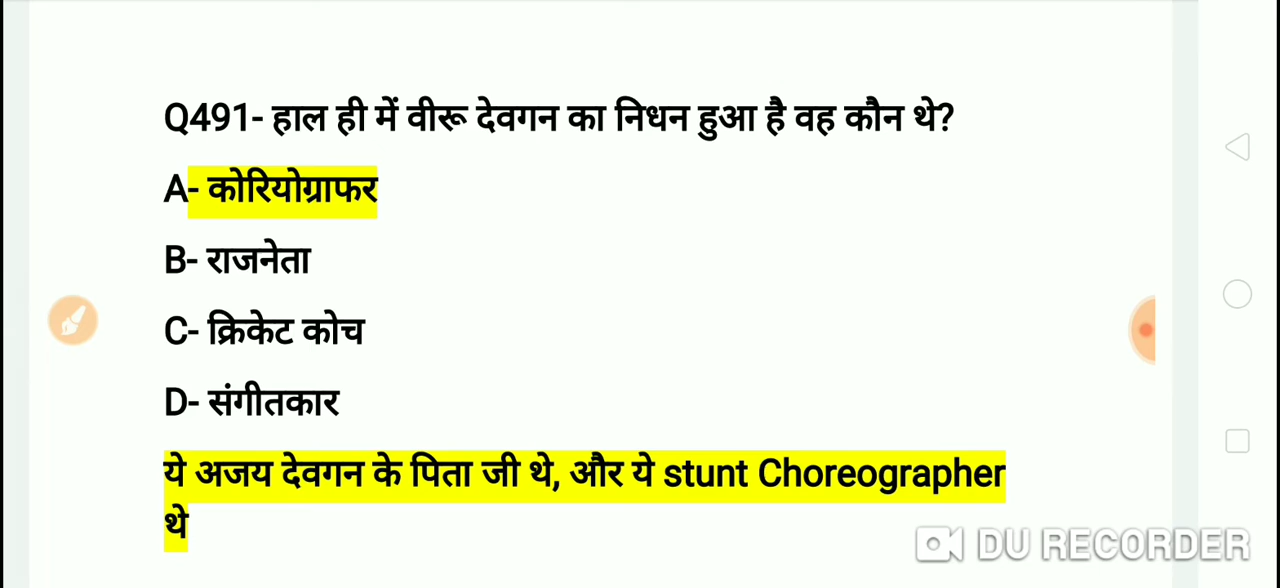 Q491- हाल ही में वीरू देवगन का निधन हुआ है वह कौन थे?
A- कोरियोग्राफर
B- राजनेता
C- क्रिकेट कोच
D- संगीतकार
ये अजय देवगन के पिता जी थे, और ये stunt Choreographer
थे
DU RECORDER